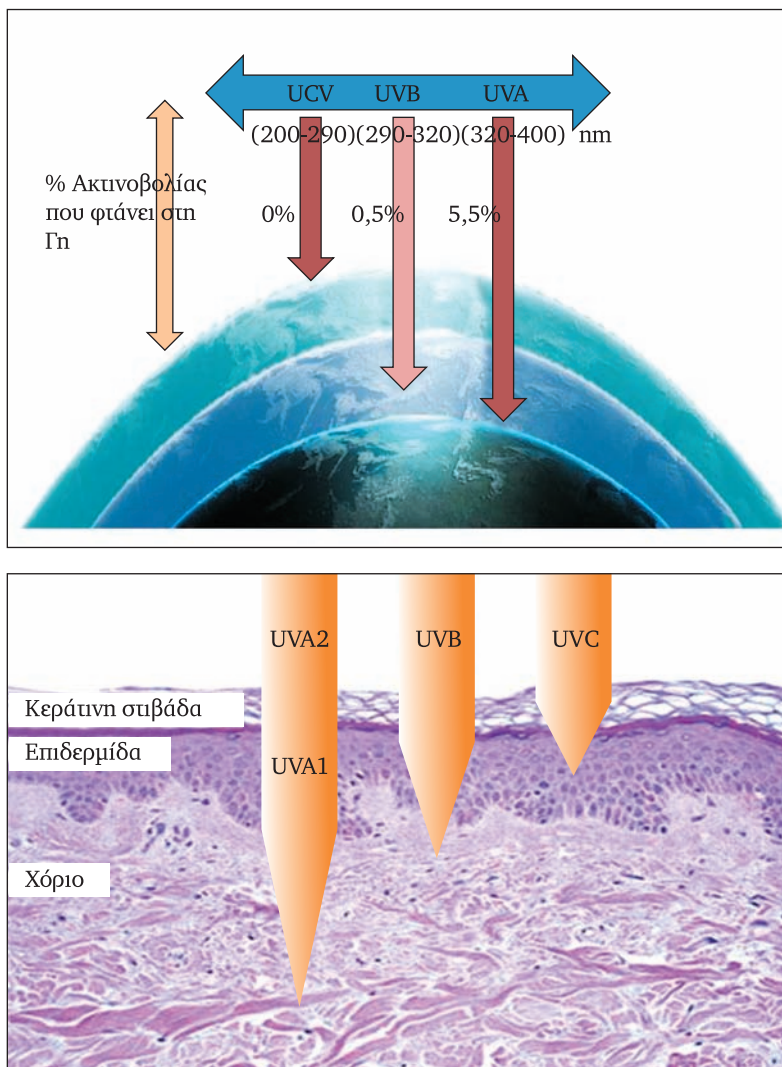 UCV UVB UVA
(200-290)(290-320)(320-400) nm
% Ακτινοβολίας
που φτάνει στη
Γη
0% 0,5% 5,5%
UVA2 UVB UVC
Κεράτινη στιβάδα
Επιδερμίδα
UVA1
Χόριο